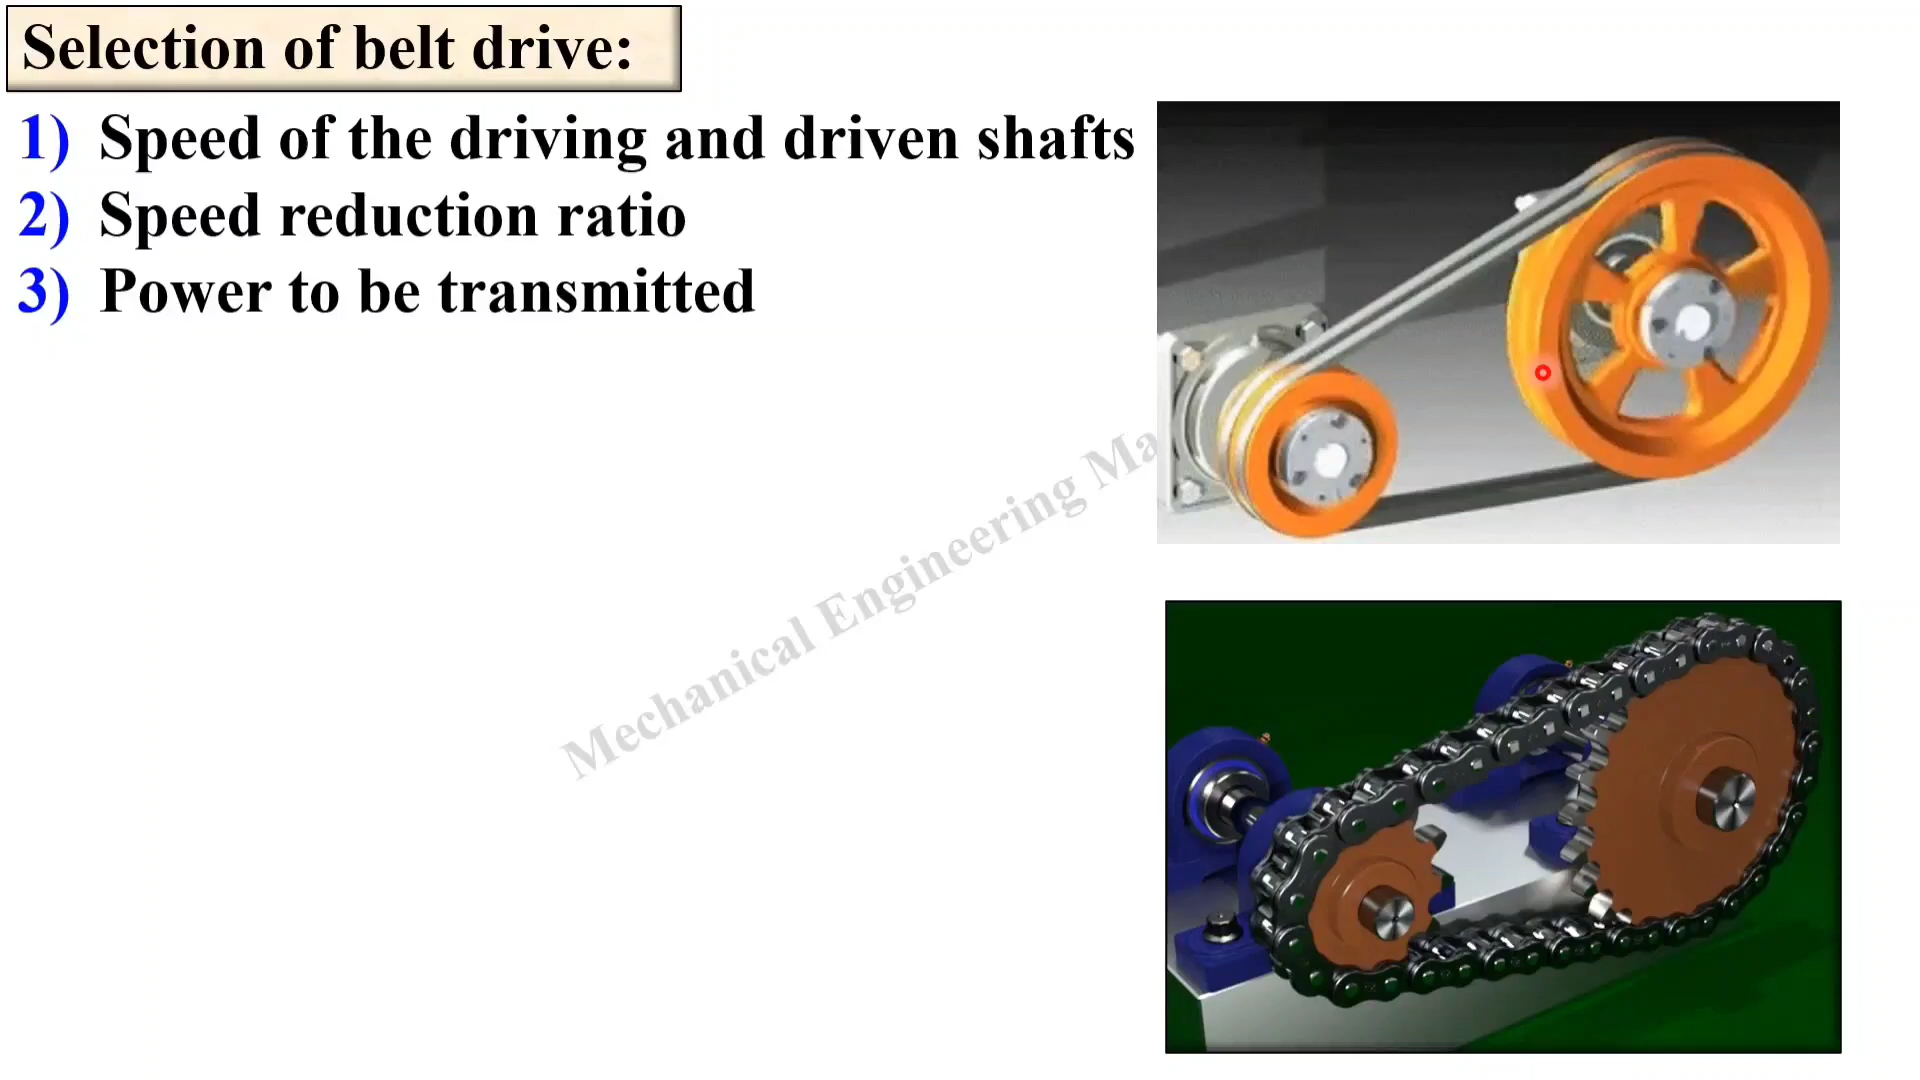 Selection of belt drive:
1) Speed of the driving and driven shafts
2) Speed reduction ratio
3) Power to be transmitted
Mechanical Engineering Ma